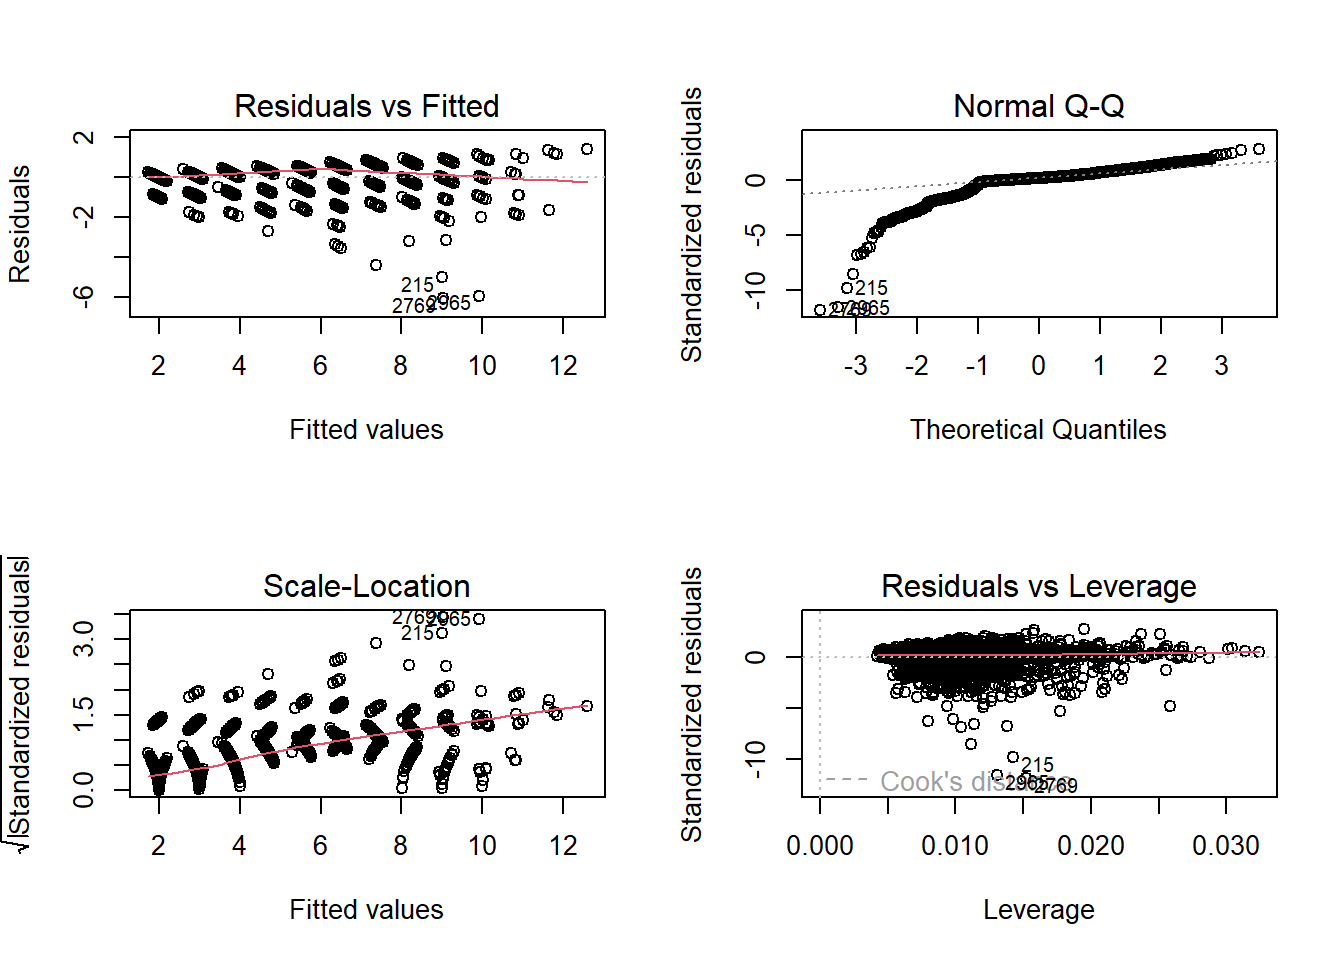 Residuals vs Fitted
Residuals
2
-2
-6
215
2769
2965
2 4 6 8 10 12
Fitted values
Normal Q-Q
Standardized residuals
0
-5
-10
215
2769
2965
-3 -2 -1 0 1 2 3
Theoretical Quantiles
Scale-Location
√|Standardized residuals|
3.0
1.5
0.0
2769
2965
215
2 4 6 8 10 12
Fitted values
Residuals vs Leverage
Standardized residuals
0
-10
215
2965
2769
Cook's distance
0.000 0.010 0.020 0.030
Leverage